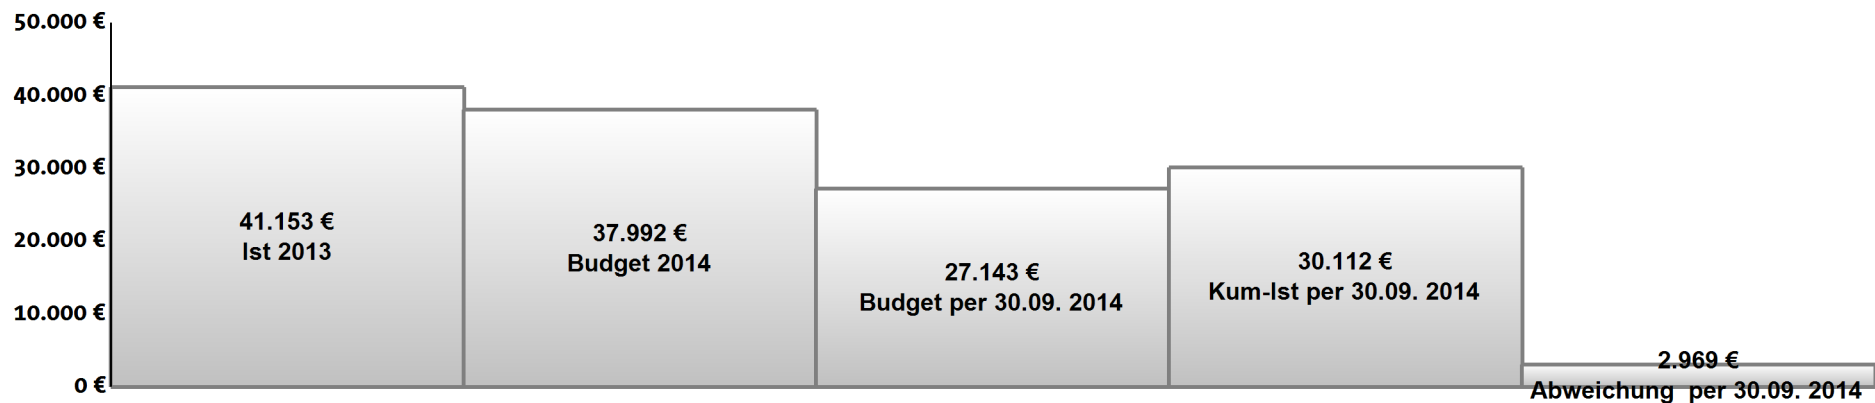 50.000 €
40.000 €
30.000 €
20.000 €
10.000 €
0 €
41.153 €
Ist 2013
37.992 €
Budget 2014
27.143 €
Budget per 30.09. 2014
30.112 €
Kum-Ist per 30.09. 2014
2.969 €
Abweichung  per 30.09. 2014